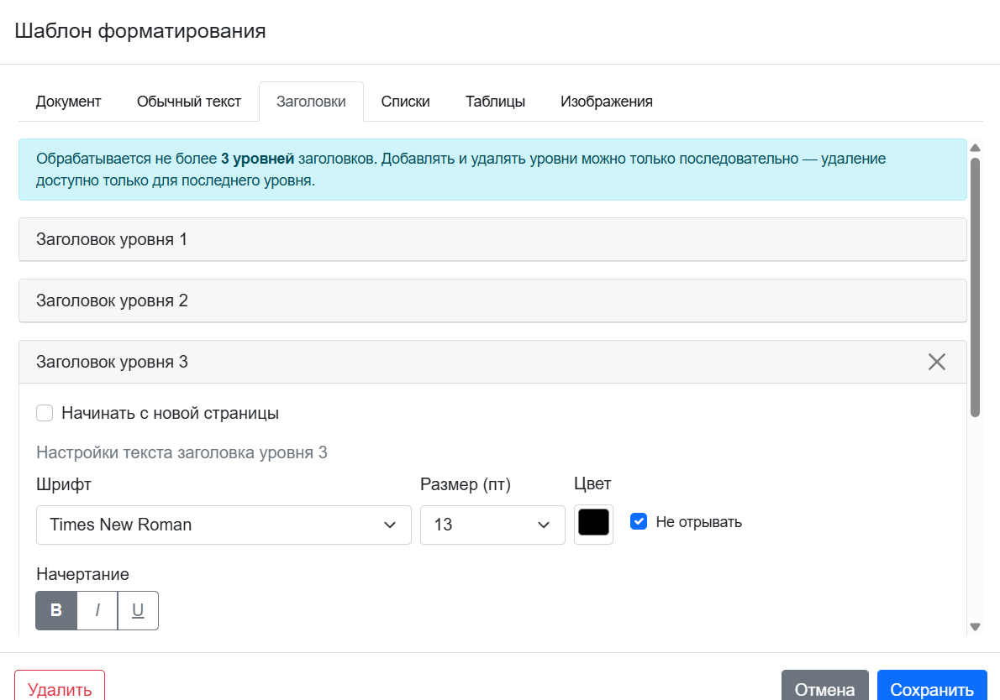 Шаблон форматирования
Документ Обычный текст Заголовки Списки Таблицы Изображения
Обрабатывается не более 3 уровней заголовков. Добавлять и удалять уровни можно только последовательно — удаление
доступно только для последнего уровня.
Заголовок уровня 1
Заголовок уровня 2
Заголовок уровня 3
Начинать с новой страницы
Настройки текста заголовка уровня 3
Шрифт Размер (пт) Цвет
Times New Roman 13 Не отрывать
Начертание
B I U
Удалить Отмена Сохранить